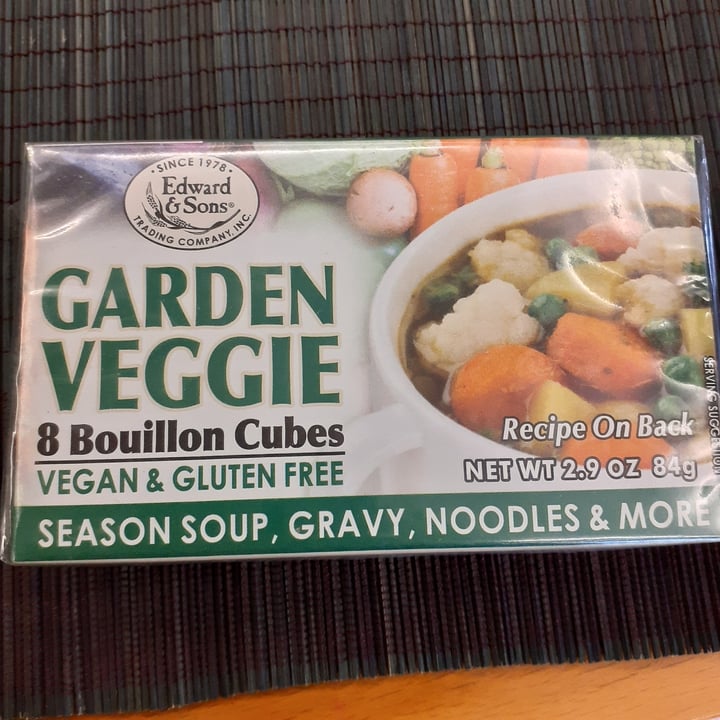 · SINCE 1978 ·
Edward
& Sons®
TRADING COMPANY, INC.
GARDEN
VEGGIE
8 Bouillon Cubes
VEGAN & GLUTEN FREE
Recipe On Back
NET WT 2.9 OZ 84g
SERVING SUGGESTION
SEASON SOUP, GRAVY, NOODLES & MORE